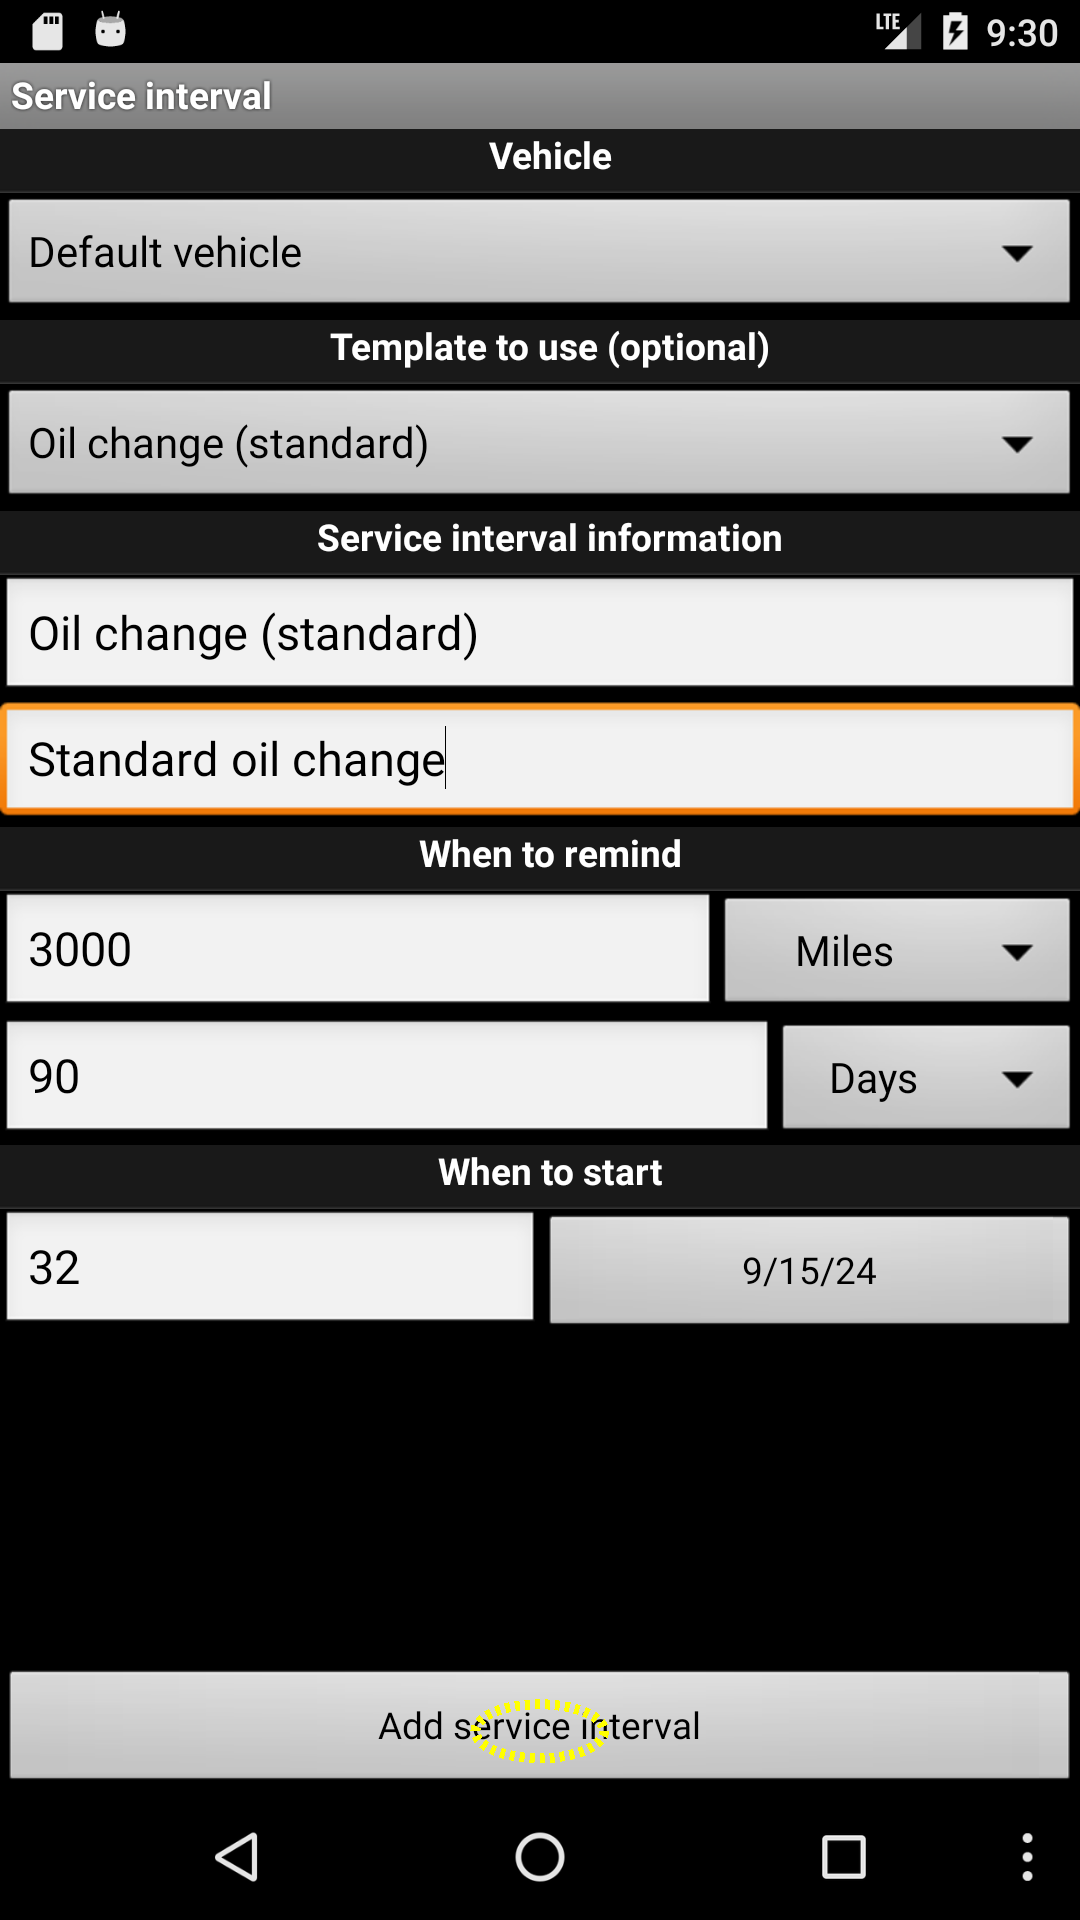 LTE 9:30
Service interval
Vehicle
Default vehicle
Template to use (optional)
Oil change (standard)
Service interval information
Oil change (standard)
Standard oil change
When to remind
3000 Miles
90 Days
When to start
32 9/15/24
Add service interval